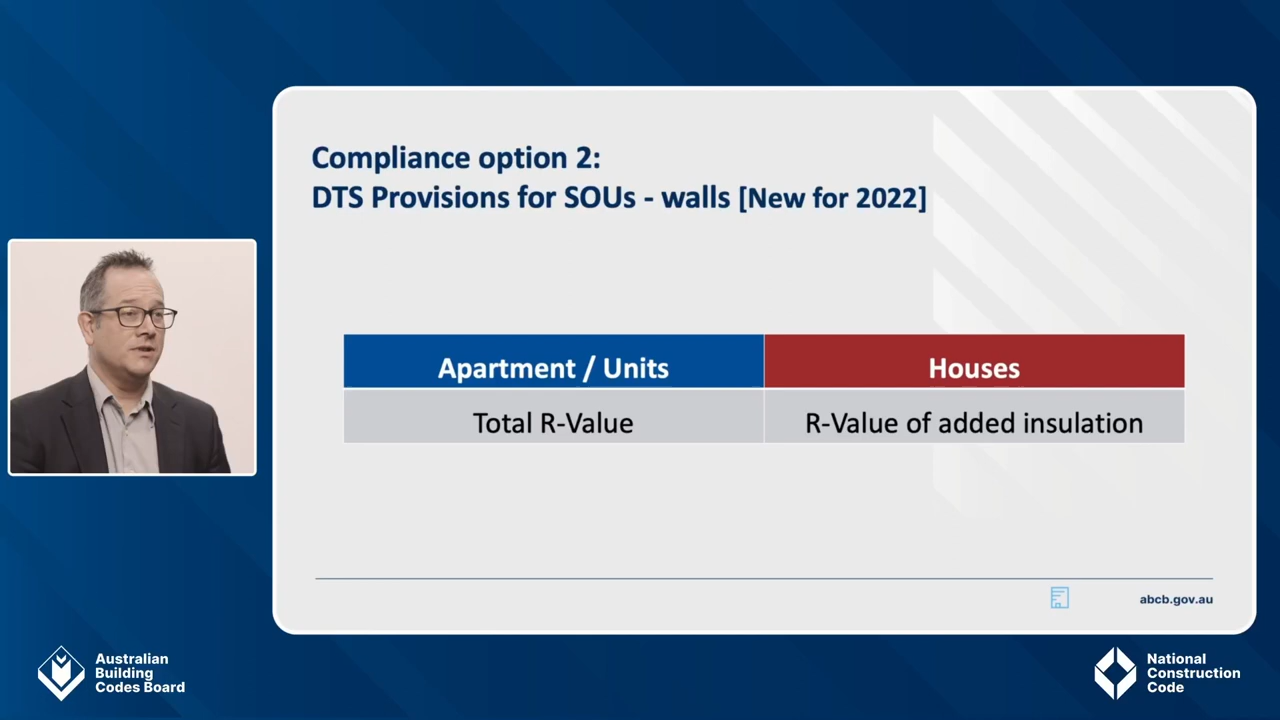 Compliance option 2:
DTS Provisions for SOUs - walls [New for 2022]
Apartment / Units
Houses
Total R-Value
R-Value of added insulation
abcb.gov.au
Australian
Building
Codes Board
National
Construction
Code